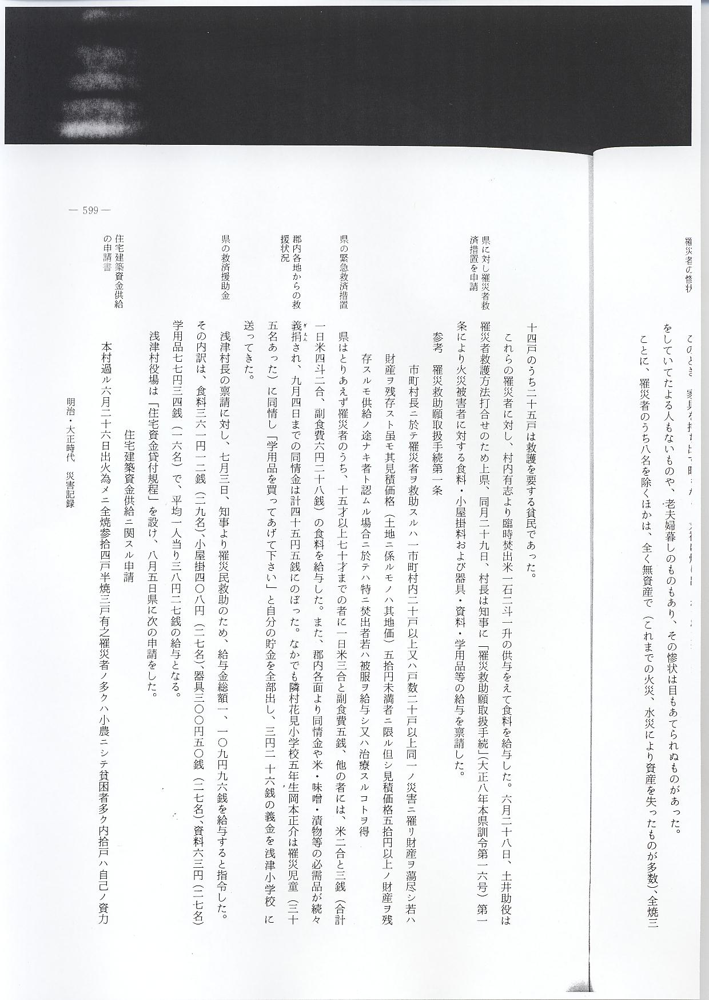 罹災者の惨状
をしていてたよる人もないものや、老夫婦暮しのものもあり、その惨状は目もあてられぬものがあった。
ことに、罹災者のうち八名を除くほかは、全く無資産で（これまでの火災、水災により資産を失ったものが多数）、全焼三
十四戸のうち二十五戸は救護を要する貧民であった。
県に対し罹災者救
済措置を申請
これらの罹災者に対し、村内有志より臨時焚出米一石二斗一升の供与をえて食料を給与した。六月二十八日、土井助役は
罹災者救護方法打合せのため上県、同月二十九日、村長は知事に「罹災救助願取扱手続」（大正八年本県訓令第一六号）第一
条により火災被害者に対する食料・小屋掛料および器具・資料・学用品等の給与を禀請した。
参考　罹災救助願取扱手続第一条
市町村長ニ於テ罹災者ヲ救助スルハ一市町村内二十戸以上又ハ戸数二十戸以上同一ノ災害ニ罹リ財産ヲ蕩尽シ若ハ
財産ヲ残存スト虽モ其見積価格（土地ニ係ルモノハ其地価）五拾円未満者ニ限ル但シ見積価格五拾円以上ノ財産ヲ残
存スルモ供給ノ途ナキ者ト認ムル場合ニ於テハ特ニ焚出者若ハ被服ヲ給与シ又ハ治療スルコトヲ得
県の緊急救済措置
県はとりあえず罹災者のうち、十五才以上七十才までの者に一日米三合と副食費五銭、他の者には、米二合と三銭（合計
一日米四斗二合、副食費六円二十八銭）の食料を給与した。また、郡内各面より同情金や米・味噌・漬物等の必需品が続々
郡内各地からの救
援状況
義捐され、九月四日までの同情金は計四十五円五銭にのぼった。なかでも隣村花見小学校五年生岡本正介は罹災児童（三十
ぎえん
五名あった）に同情し「学用品を買ってあげて下さい」と自分の貯金を全部出し、三円二十六銭の義金を浅津小学校に
送ってきた。
県の救済援助金
浅津村長の禀請に対し、七月三日、知事より罹災民救助のため、給与金総額一、一〇九円九六銭を給与すると指令した。
その内訳は、食料三六一円一二銭（二九名）、小屋掛四〇八円（二七名）、器具三〇〇円五〇銭（二七名）、資料六三円（二七名）
学用品七七円三四銭（一六名）で、平均一人当り三八円二七銭の給与となる。
浅津村役場は「住宅資金貸付規程」を設け、八月五日県に次の申請をした。
住宅建築資金供給
の申請書
住宅建築資金供給ニ関スル申請
本村過ル六月二十六日出火為メニ全焼参拾四戸半焼三戸有之罹災者ノ多クハ小農ニシテ貧困者多ク内拾戸ハ自己ノ資力
明治・大正時代　災害記録
— 599 —